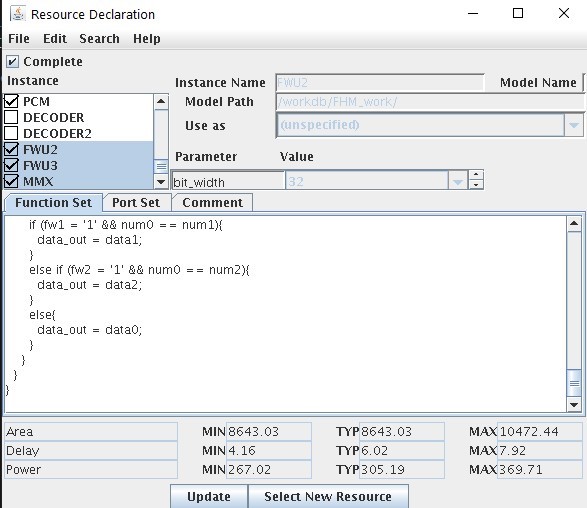 Resource Declaration
File Edit Search Help
Complete
Instance
Instance Name FWU2 Model Name
PCM
Model Path /workdb/FHM_work/
DECODER
Use as (unspecified)
DECODER2
FWU2
Parameter Value
FWU3
MMX
bit_width 32
Function Set Port Set Comment
if (fw1 = '1' && num0 == num1){
data_out = data1;
}
else if (fw2 = '1' && num0 == num2){
data_out = data2;
}
else{
data_out = data0;
}
}
}
}
Area MIN 8643.03 TYP 8643.03 MAX 10472.44
Delay MIN 4.16 TYP 6.02 MAX 7.92
Power MIN 267.02 TYP 305.19 MAX 369.71
Update Select New Resource